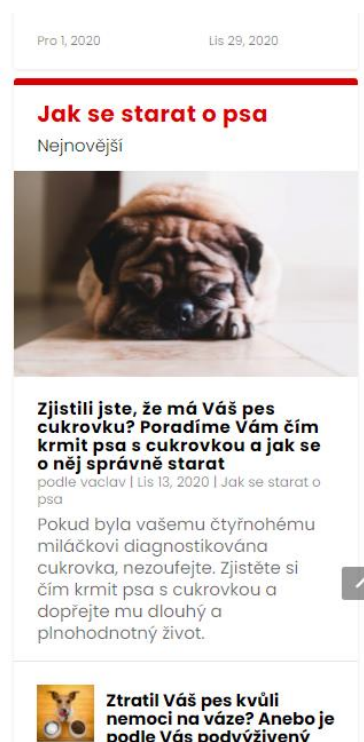 Pro 1, 2020 Lis 29, 2020
Jak se starat o psa
Nejnovější
Zjistili jste, že má Váš pes
cukrovku? Poradíme Vám čím
krmit psa s cukrovkou a jak se
o něj správně starat
podle vaclav | Lis 13, 2020 | Jak se starat o
psa
Pokud byla vašemu čtyřnohému
miláčkovi diagnostikována
cukrovka, nezoufejte. Zjistěte si
čím krmit psa s cukrovkou a
dopřejte mu dlouhý a
plnohodnotný život.
Ztratil Váš pes kvůli
nemoci na váze? Anebo je
podle Vás podvyživený